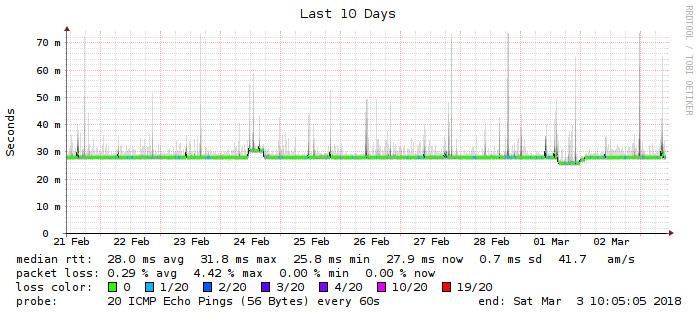 Last 10 Days
RRDTOOL / TOBI OETIKER
Seconds
70 m
60 m
50 m
40 m
30 m
20 m
10 m
0
21 Feb 22 Feb 23 Feb 24 Feb 25 Feb 26 Feb 27 Feb 28 Feb 01 Mar 02 Mar
median rtt: 28.0 ms avg 31.8 ms max 25.8 ms min 27.9 ms now 0.7 ms sd 41.7 am/s
packet loss: 0.29 % avg 4.42 % max 0.00 % min 0.00 % now
loss color: 0 1/20 2/20 3/20 4/20 10/20 19/20
probe: 20 ICMP Echo Pings (56 Bytes) every 60s end: Sat Mar 3 10:05:05 2018